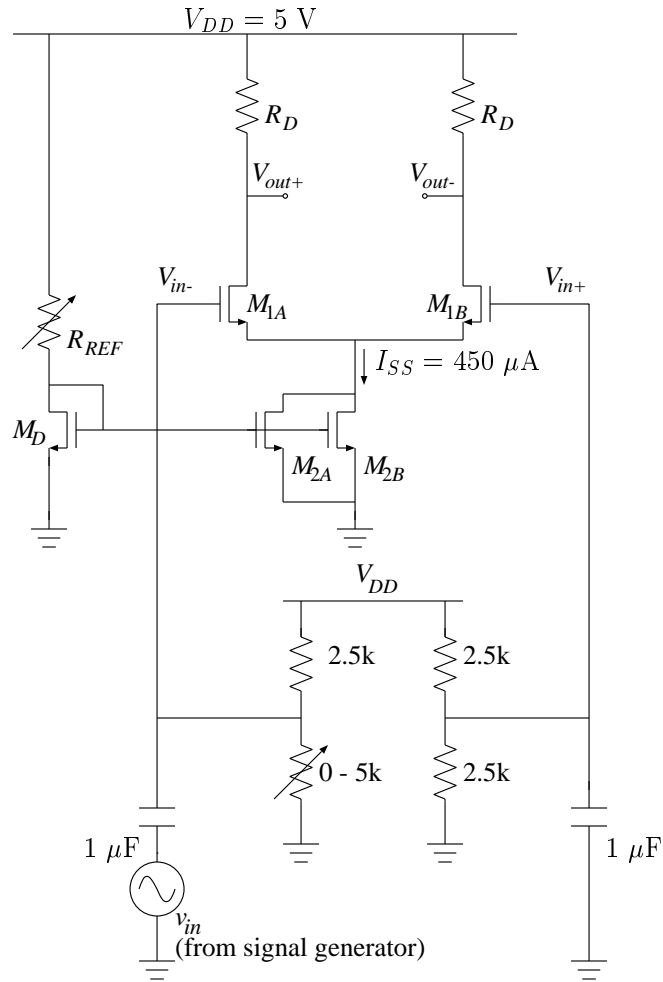 V_DD = 5 V
R_D
R_D
V_out+
V_out-
V_in-
V_in+
M_1A
M_1B
R_REF
I_SS = 450 μA
M_D
M_2A
M_2B
V_DD
2.5k
2.5k
0 - 5k
2.5k
1 μF
1 μF
v_in
(from signal generator)